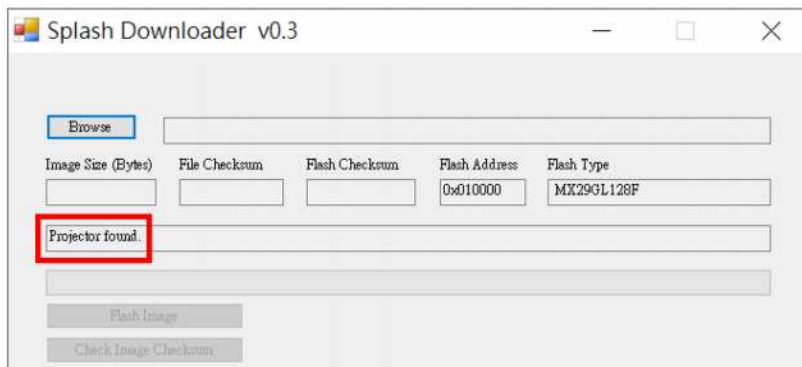 Splash Downloader v0.3
Browse
Image Size (Bytes) File Checksum Flash Checksum Flash Address Flash Type
0x010000 MX29GL128F
Projector found.
Flash Image
Check Image Checksum